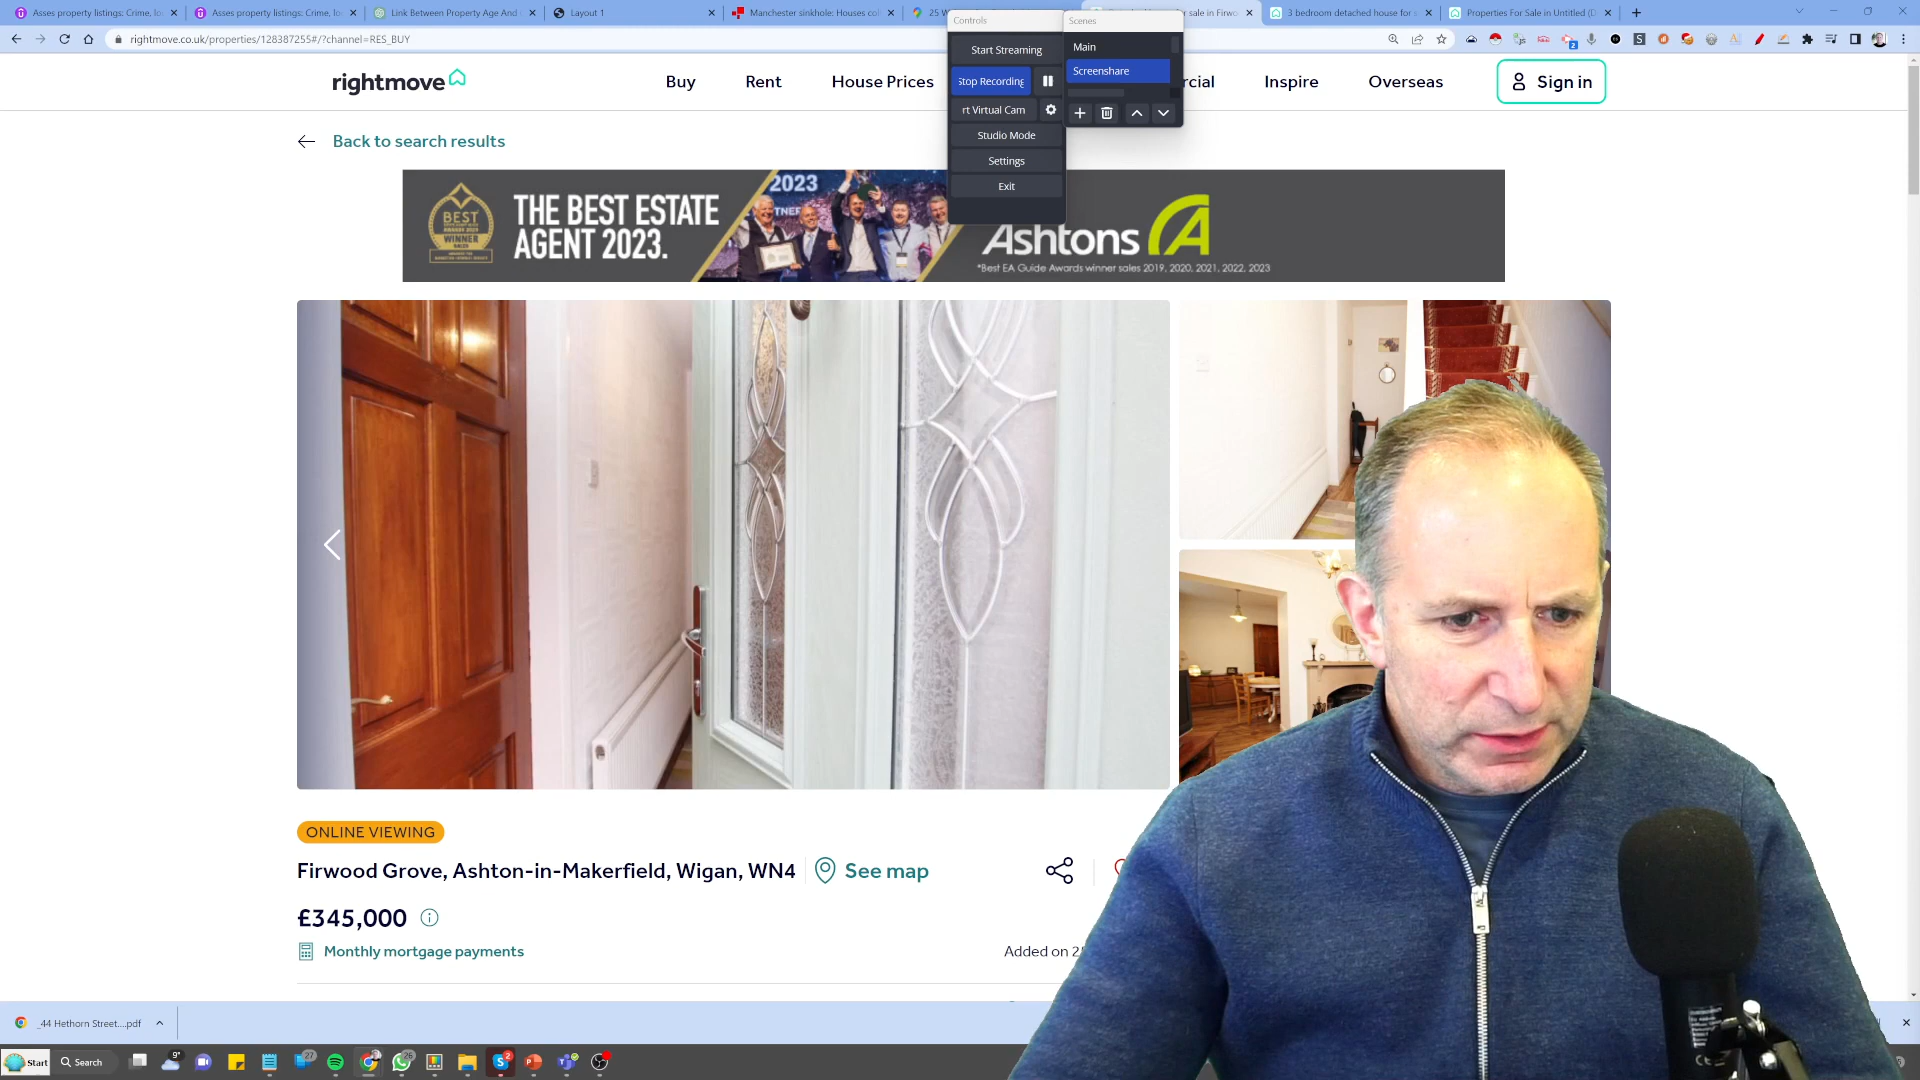 Asses property listings: Crime, lo
Asses property listings: Crime, lo
Link Between Property Age And
Layout 1
Manchester sinkhole: Houses col
25 W
r sale in Firwo
3 bedroom detached house for s
Properties For Sale in Untitled (D
rightmove.co.uk/properties/128387255#/?channel=RES_BUY
Controls
Start Streaming
Stop Recording
rt Virtual Cam
Studio Mode
Settings
Exit
Scenes
Main
Screenshare
rightmove
Buy
Rent
House Prices
rcial
Inspire
Overseas
Sign in
Back to search results
BEST
WINNER
THE BEST ESTATE
AGENT 2023.
2023
Ashtons
*Best EA Guide Awards winner sales 2019, 2020, 2021, 2022, 2023
ONLINE VIEWING
Firwood Grove, Ashton-in-Makerfield, Wigan, WN4
See map
£345,000
Monthly mortgage payments
Added on 2
_44 Hethorn Street....pdf
Start
Search
9°
27
26
2